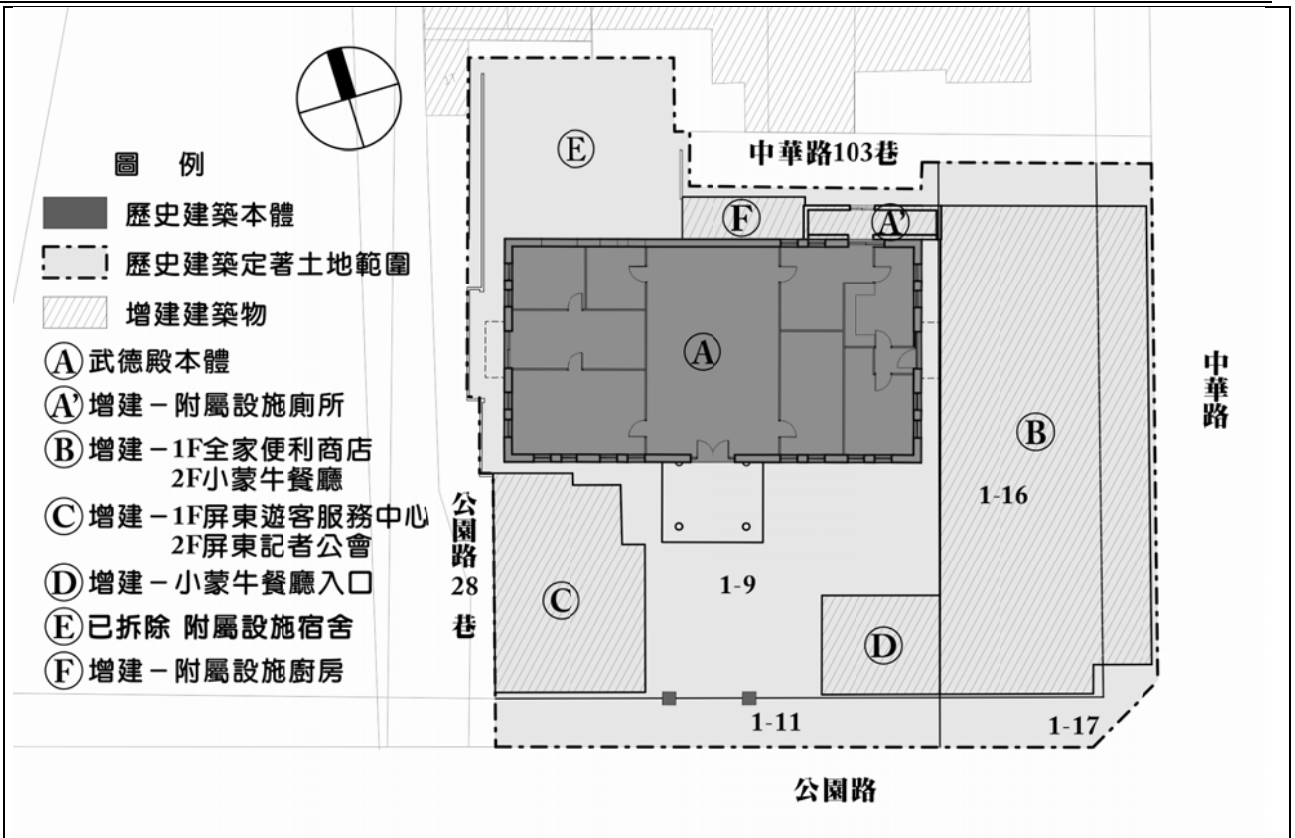 圖 例
歷史建築本體
歷史建築定著土地範圍
增建建築物
Ⓐ武德殿本體
A’增建－附屬設施廁所
Ⓑ增建－1F全家便利商店
2F小蒙牛餐廳
Ⓒ增建－1F屏東遊客服務中心
2F屏東記者公會
Ⓓ增建－小蒙牛餐廳入口
Ⓔ已拆除 附屬設施宿舍
Ⓕ增建－附屬設施廚房
Ⓔ
中華路103巷
Ⓕ
A’
Ⓐ
Ⓑ
中華路
1-16
公園路28巷
Ⓒ
1-9
Ⓓ
1-11
1-17
公園路